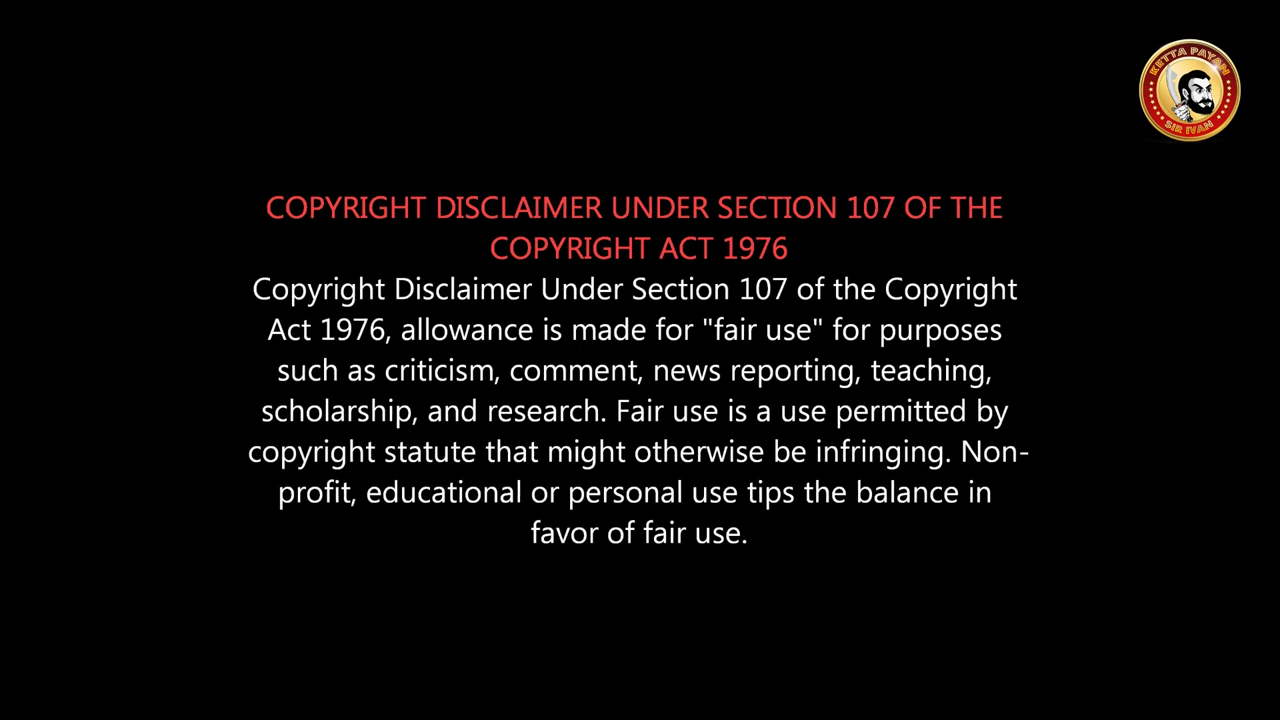 KETTA PAYAN
SIR IVAN
COPYRIGHT DISCLAIMER UNDER SECTION 107 OF THE
COPYRIGHT ACT 1976
Copyright Disclaimer Under Section 107 of the Copyright
Act 1976, allowance is made for "fair use" for purposes
such as criticism, comment, news reporting, teaching,
scholarship, and research. Fair use is a use permitted by
copyright statute that might otherwise be infringing. Non-
profit, educational or personal use tips the balance in
favor of fair use.